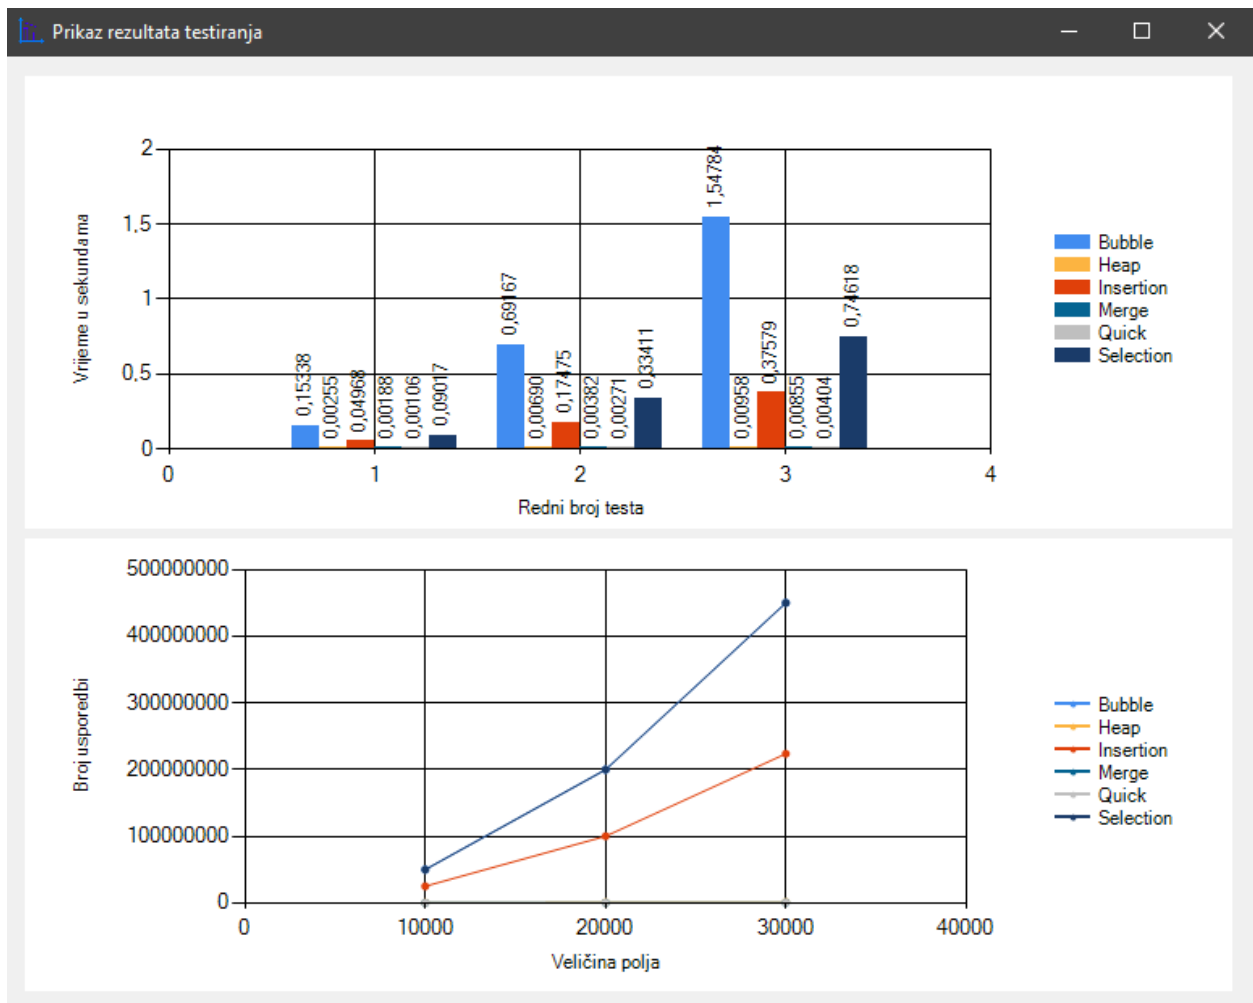 Prikaz rezultata testiranja
2
1,5
1
0,5
0
Vrijeme u sekundama
0,15338
0,00255
0,04968
0,00188
0,00106
0,09017
0,69167
0,00690
0,17475
0,00382
0,00271
0,33411
1,54784
0,00958
0,37579
0,00855
0,00404
0,74618
0 1 2 3 4
Redni broj testa
Bubble
Heap
Insertion
Merge
Quick
Selection
500000000
400000000
300000000
200000000
100000000
0
Broj usporedbi
0 10000 20000 30000 40000
Veličina polja
Bubble
Heap
Insertion
Merge
Quick
Selection